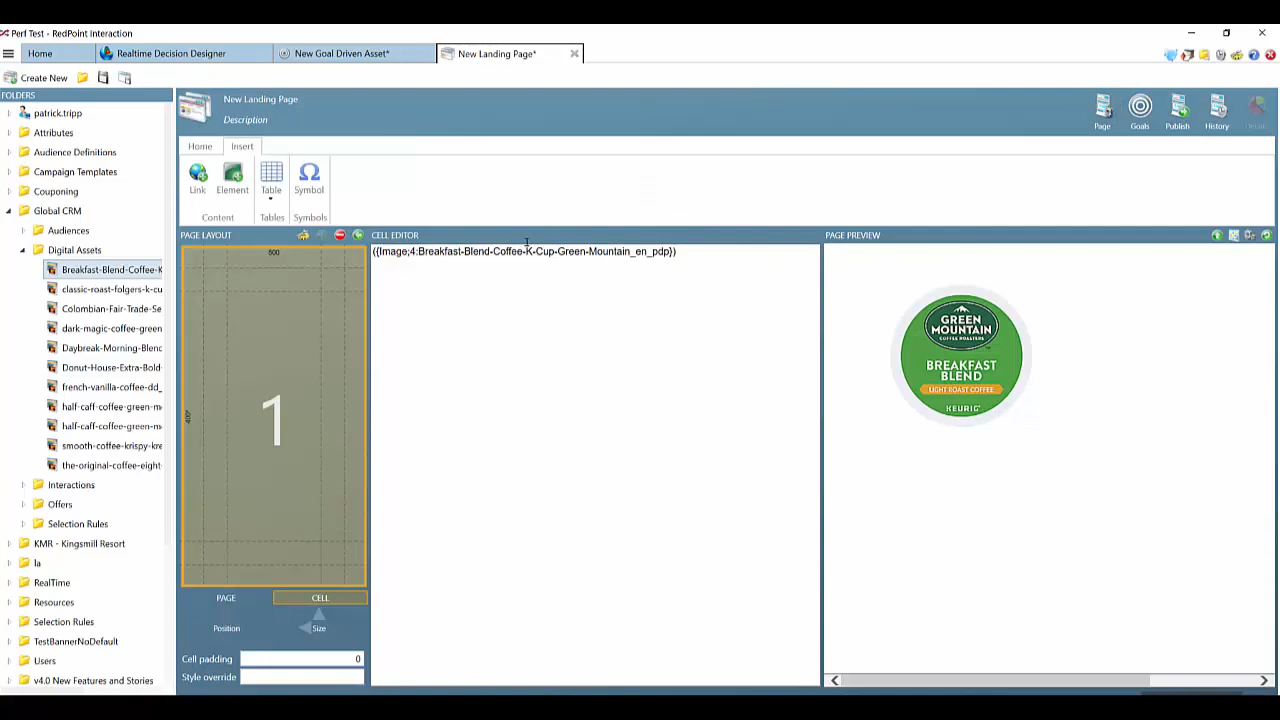 Perf Test - RedPoint Interaction
Home
Realtime Decision Designer
New Goal Driven Asset*
New Landing Page*
Create New
FOLDERS
patrick.tripp
Attributes
Audience Definitions
Campaign Templates
Couponing
Global CRM
Audiences
Digital Assets
Breakfast-Blend-Coffee-K
classic-roast-folgers-k-cu
Colombian-Fair-Trade-Se
dark-magic-coffee-green
Daybreak-Morning-Blend
Donut-House-Extra-Bold-
french-vanilla-coffee-dd_
half-caff-coffee-green-m
half-caff-coffee-green-m
smooth-coffee-krispy-kre
the-original-coffee-eight-
Interactions
Offers
Selection Rules
KMR - Kingsmill Resort
la
RealTime
Resources
Selection Rules
TestBannerNoDefault
Users
v4.0 New Features and Stories
New Landing Page
Description
Page
Goals
Publish
History
Home
Insert
Link
Element
Table
Symbol
Content
Tables
Symbols
PAGE LAYOUT
600
400*
1
PAGE
CELL
Position
Size
Cell padding
0
Style override
CELL EDITOR
({Image;4:Breakfast-Blend-Coffee-K-Cup-Green-Mountain_en_pdp})
PAGE PREVIEW
GREEN
MOUNTAIN
COFFEE ROASTERS
BREAKFAST
BLEND
LIGHT ROAST COFFEE
KEURIG